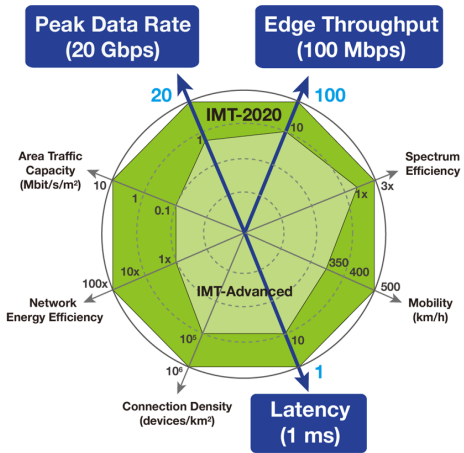 Peak Data Rate
(20 Gbps)
Edge Throughput
(100 Mbps)
20
100
IMT-2020
1
10
Area Traffic
Capacity
(Mbit/s/m²)
10
1
0.1
Spectrum
Efficiency
1x
3x
1x
10x
100x
350
400
500
Network
Energy Efficiency
Mobility
(km/h)
IMT-Advanced
10⁵
10
10⁶
1
Connection Density
(devices/km²)
Latency
(1 ms)